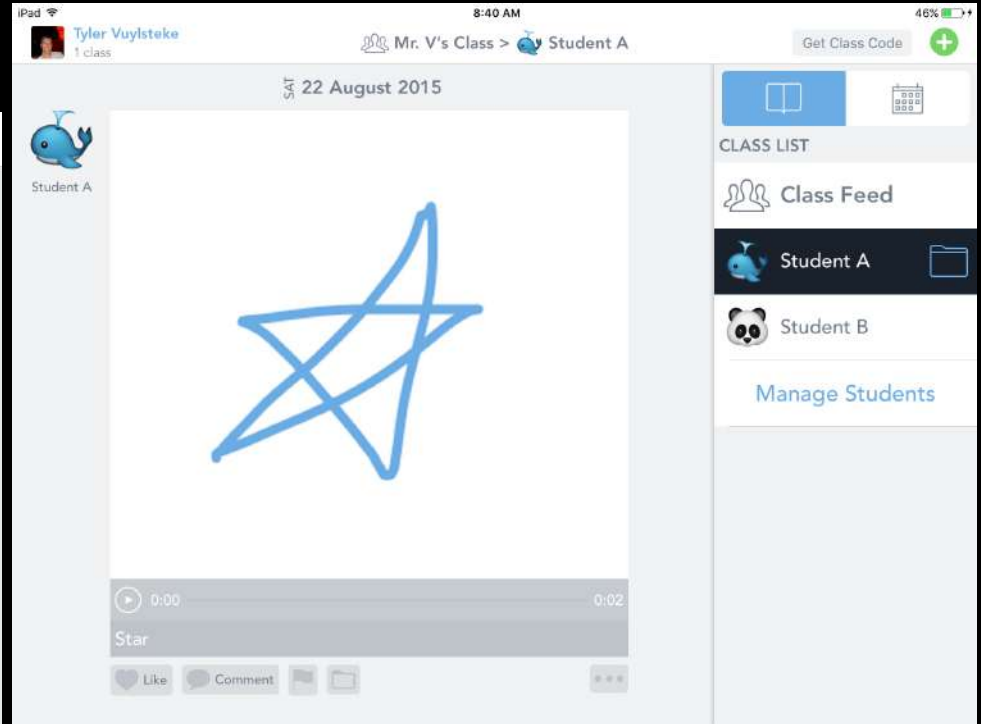 iPad 8:40 AM 46%
Tyler Vuylsteke
1 class
Mr. V's Class > Student A
Get Class Code
SAT 22 August 2015
Student A
0:00 0:02
Star
Like Comment
CLASS LIST
Class Feed
Student A
Student B
Manage Students